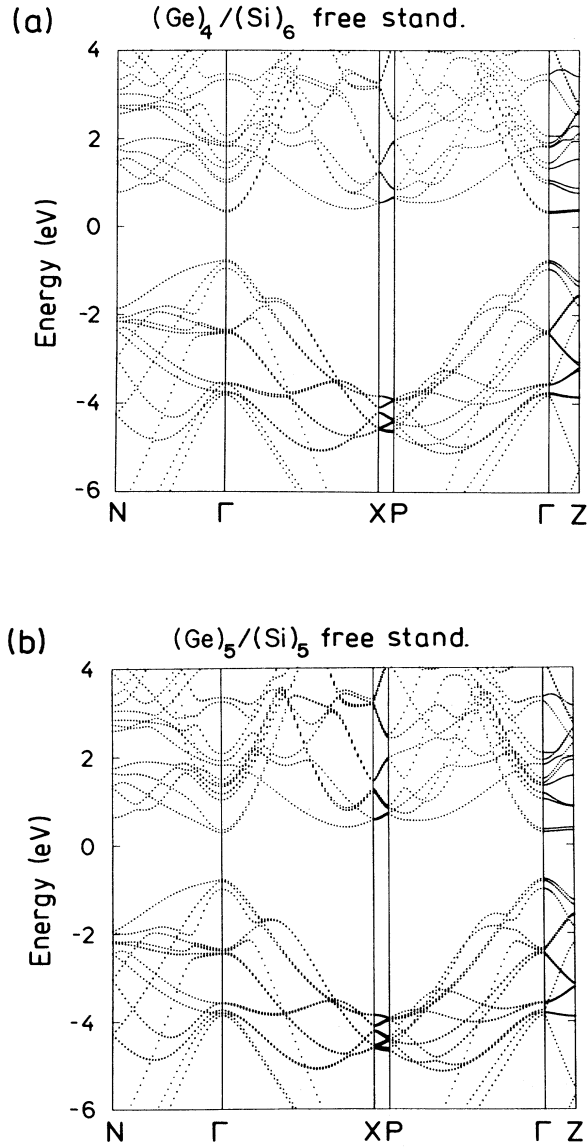 (a) (Ge)4/(Si)6 free stand.
4
2
0
-2
-4
-6
Energy (eV)
N Γ X P Γ Z
(b) (Ge)5/(Si)5 free stand.
4
2
0
-2
-4
-6
Energy (eV)
N Γ X P Γ Z